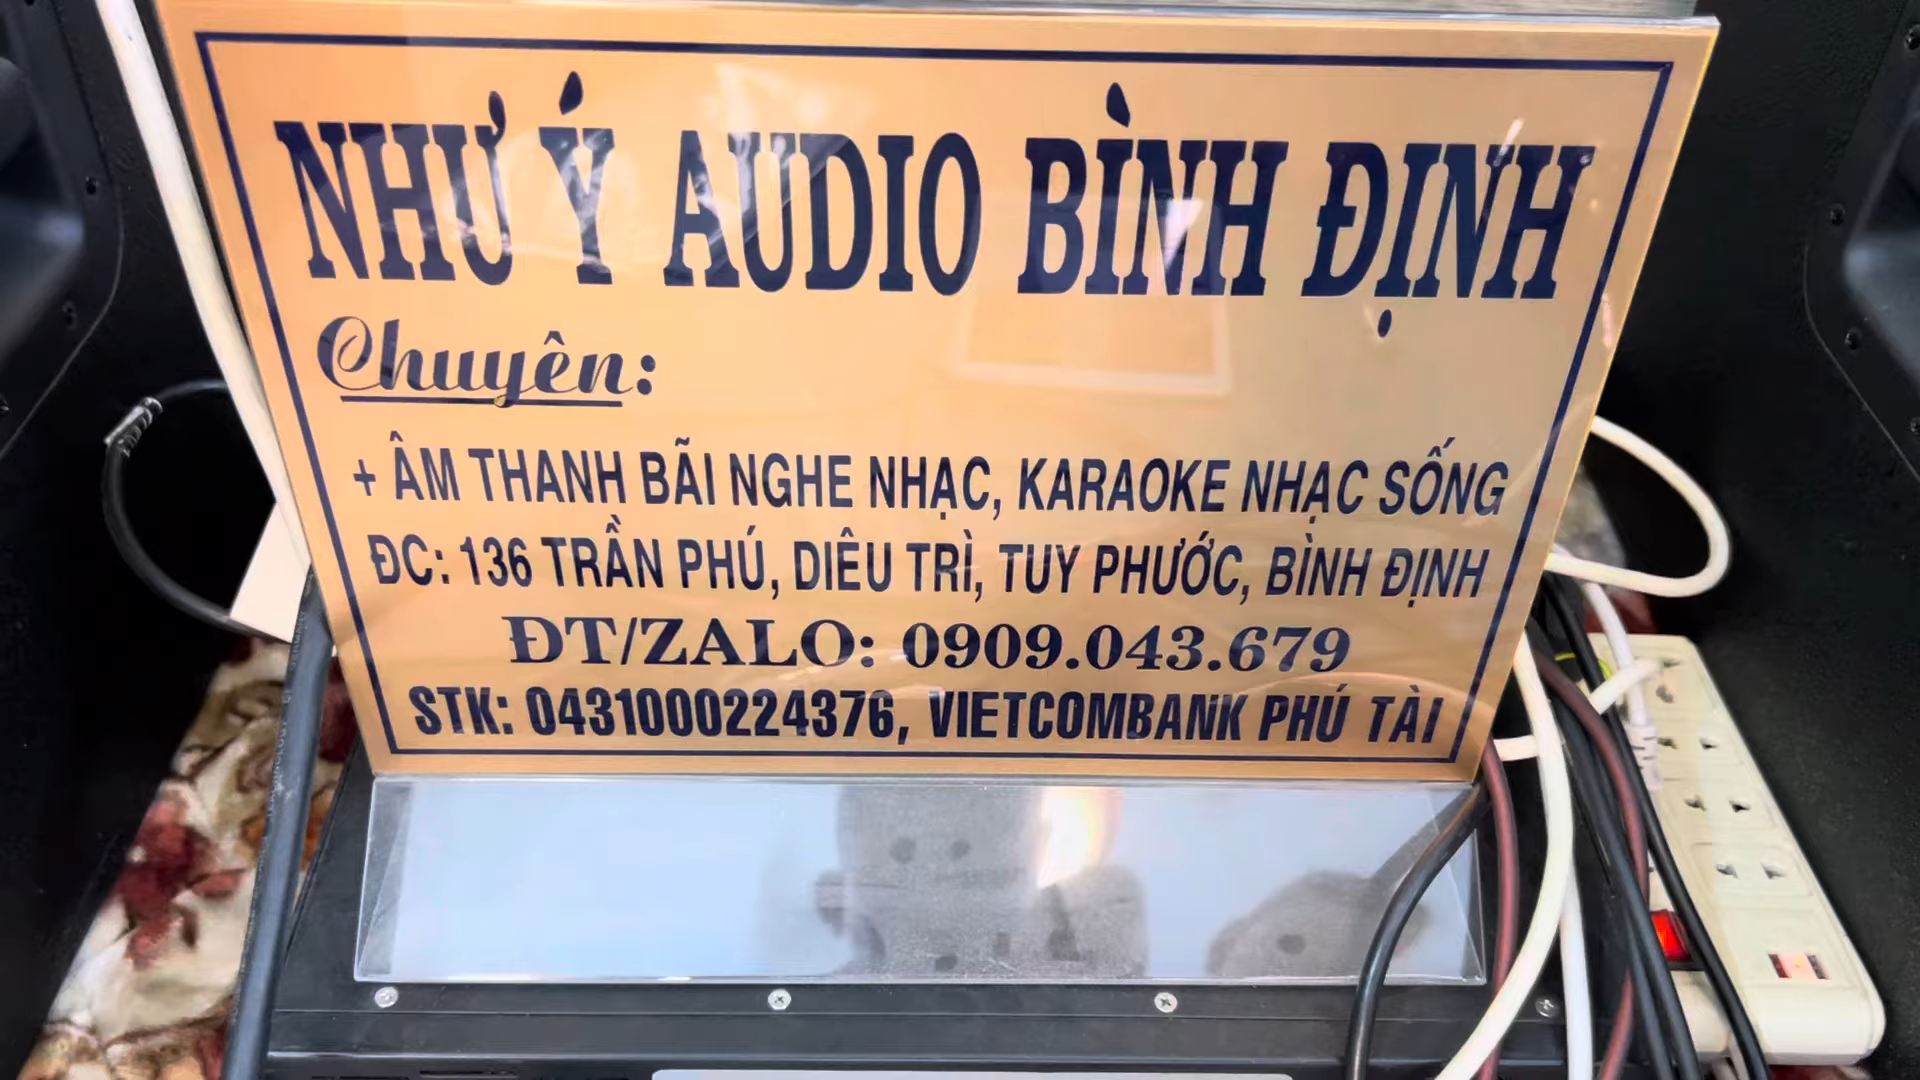 NHƯ Ý AUDIO BÌNH ĐỊNH
Chuyên:
+ ÂM THANH BÃI NGHE NHẠC, KARAOKE NHẠC SỐNG
ĐC: 136 TRẦN PHÚ, DIÊU TRÌ, TUY PHƯỚC, BÌNH ĐỊNH
ĐT/ZALO: 0909.043.679
STK: 0431000224376, VIETCOMBANK PHÚ TÀI